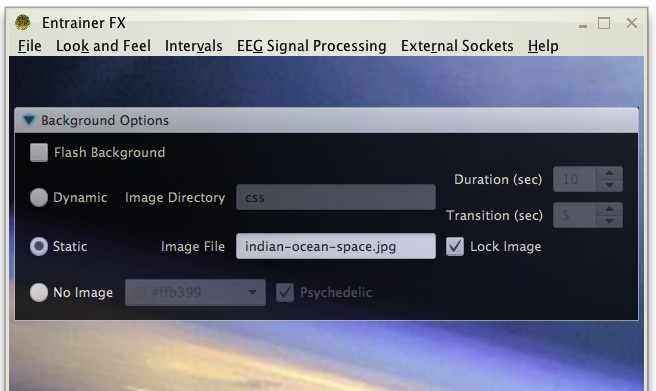 Entrainer FX
File Look and Feel Intervals EEG Signal Processing External Sockets Help
Background Options
Flash Background
Duration (sec) 10
Dynamic Image Directory css
Transition (sec) 5
Static Image File indian-ocean-space.jpg Lock Image
No Image #ffb399 Psychedelic